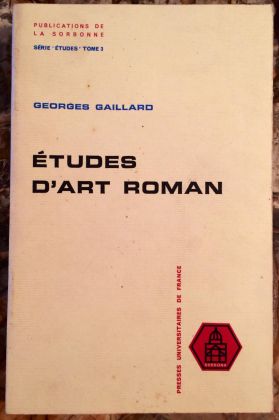 PUBLICATIONS DE
LA SORBONNE
SÉRIE "ÉTUDES" TOME 3
GEORGES GAILLARD
ÉTUDES
D'ART ROMAN
PRESSES UNIVERSITAIRES DE FRANCE
SORBONNE